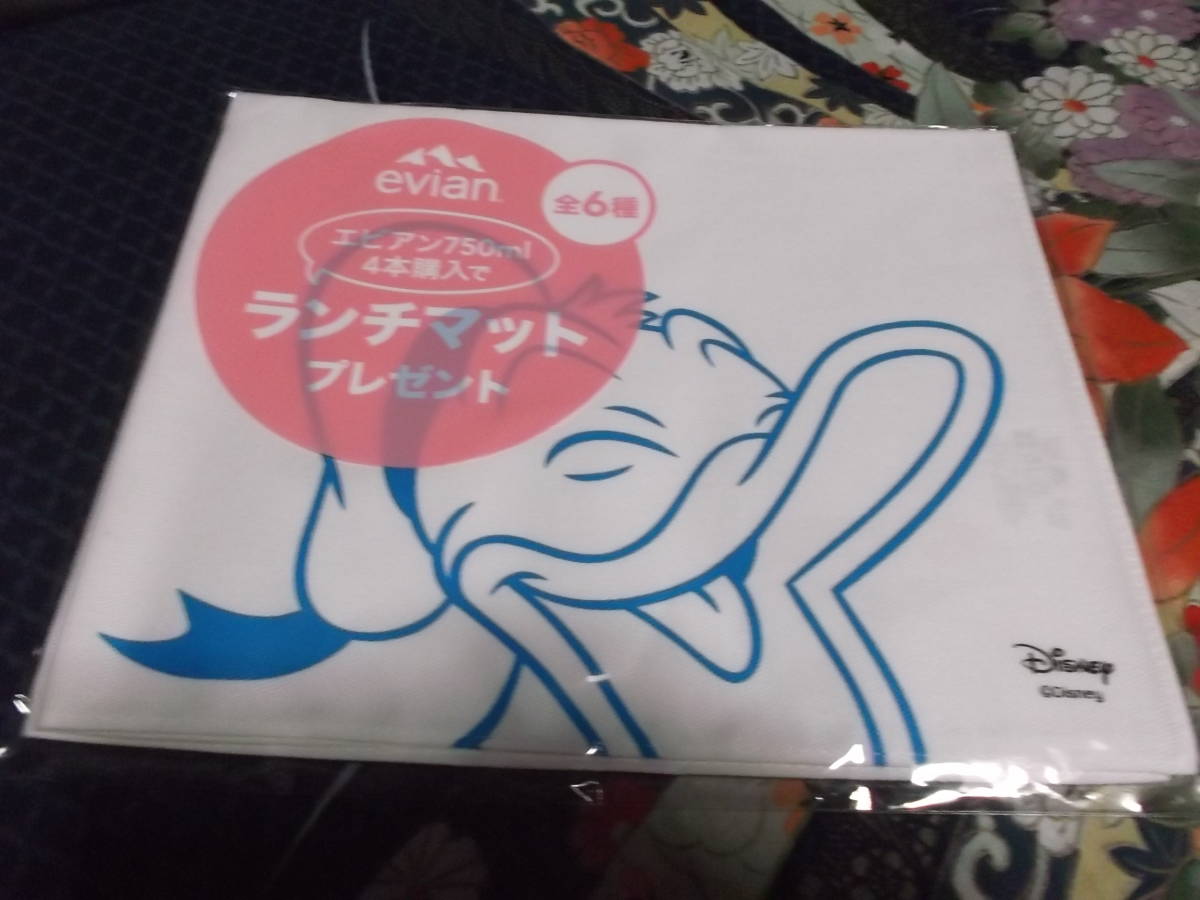 evian
全6種
エビアン750ml
4本購入で
ランチマット
プレゼント
Disney
©Disney